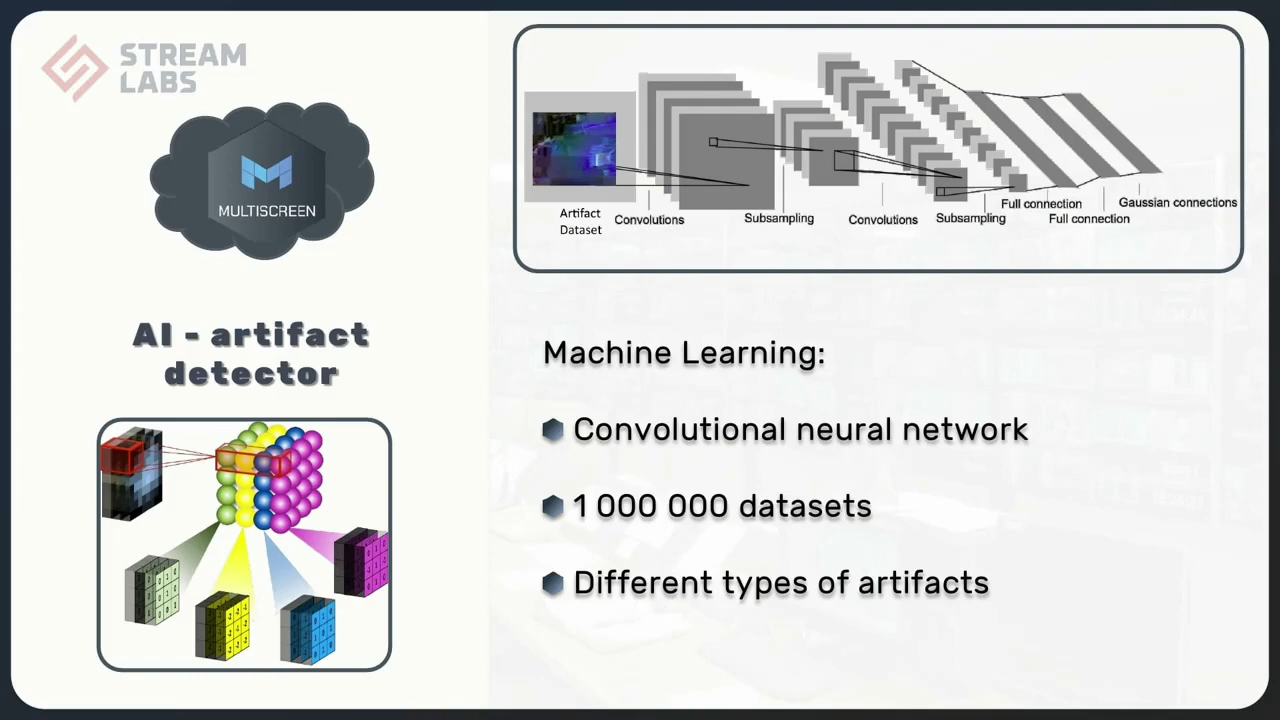 STREAM
LABS
MULTISCREEN
AI - artifact
detector
Artifact
Dataset
Convolutions
Subsampling
Convolutions
Subsampling
Full connection
Full connection
Gaussian connections
Machine Learning:
Convolutional neural network
1 000 000 datasets
Different types of artifacts